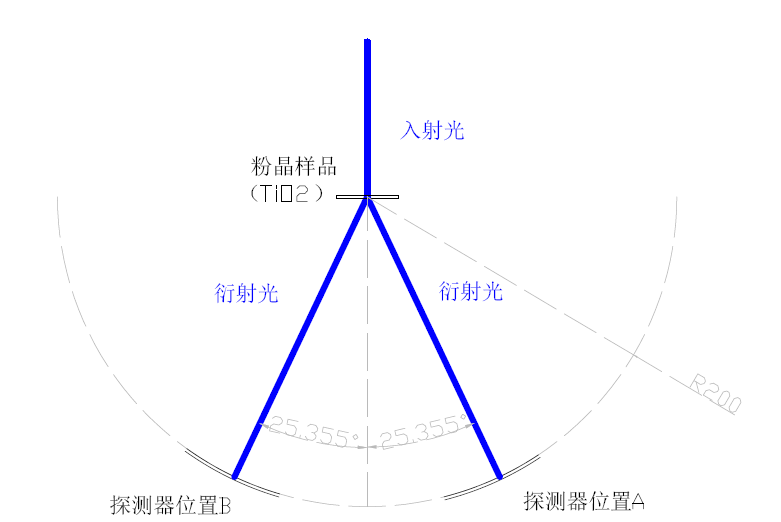 入射光
粉晶样品
（TiO2）
衍射光
衍射光
R200
25.355°
25.355°
探测器位置B
探测器位置A